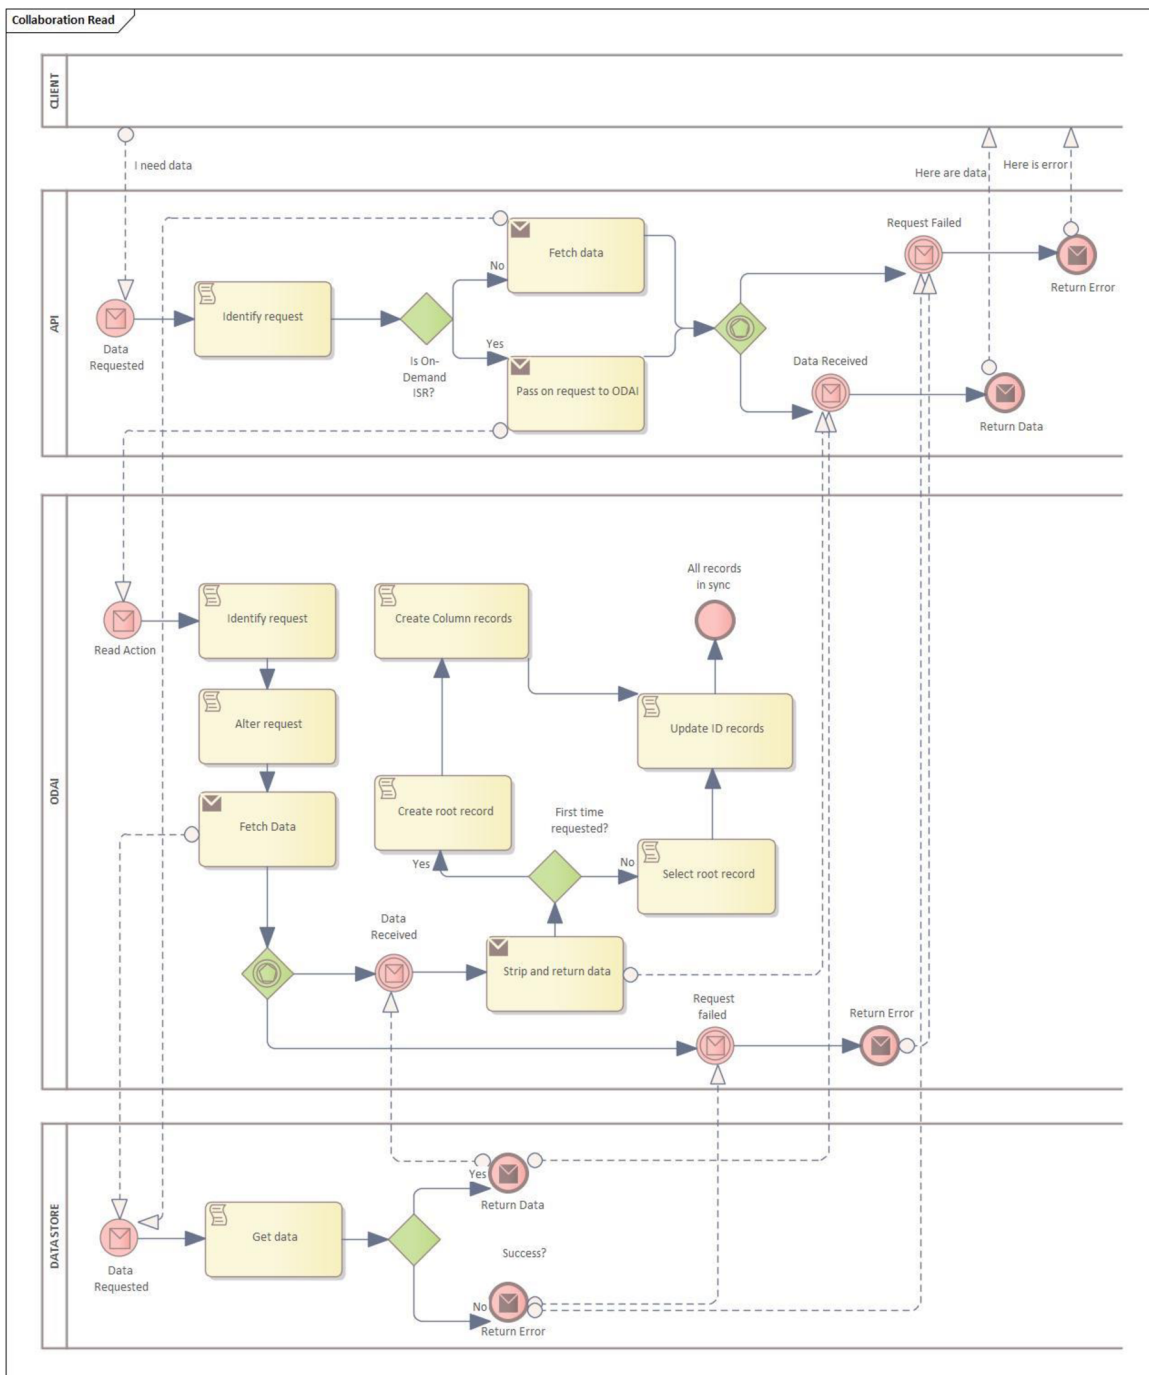 Collaboration Read
CLIENT
I need data
Here are data
Here is error
API
Data
Requested
Identify request
Is On-
Demand
ISR?
No
Yes
Fetch data
Pass on request to ODAI
Request Failed
Return Error
Data Received
Return Data
ODAI
Read Action
Identify request
Alter request
Fetch Data
Create Column records
Create root record
All records
in sync
Update ID records
First time
requested?
Yes
No
Select root record
Data
Received
Strip and return data
Request
failed
Return Error
DATA STORE
Data
Requested
Get data
Yes
Return Data
Success?
No
Return Error